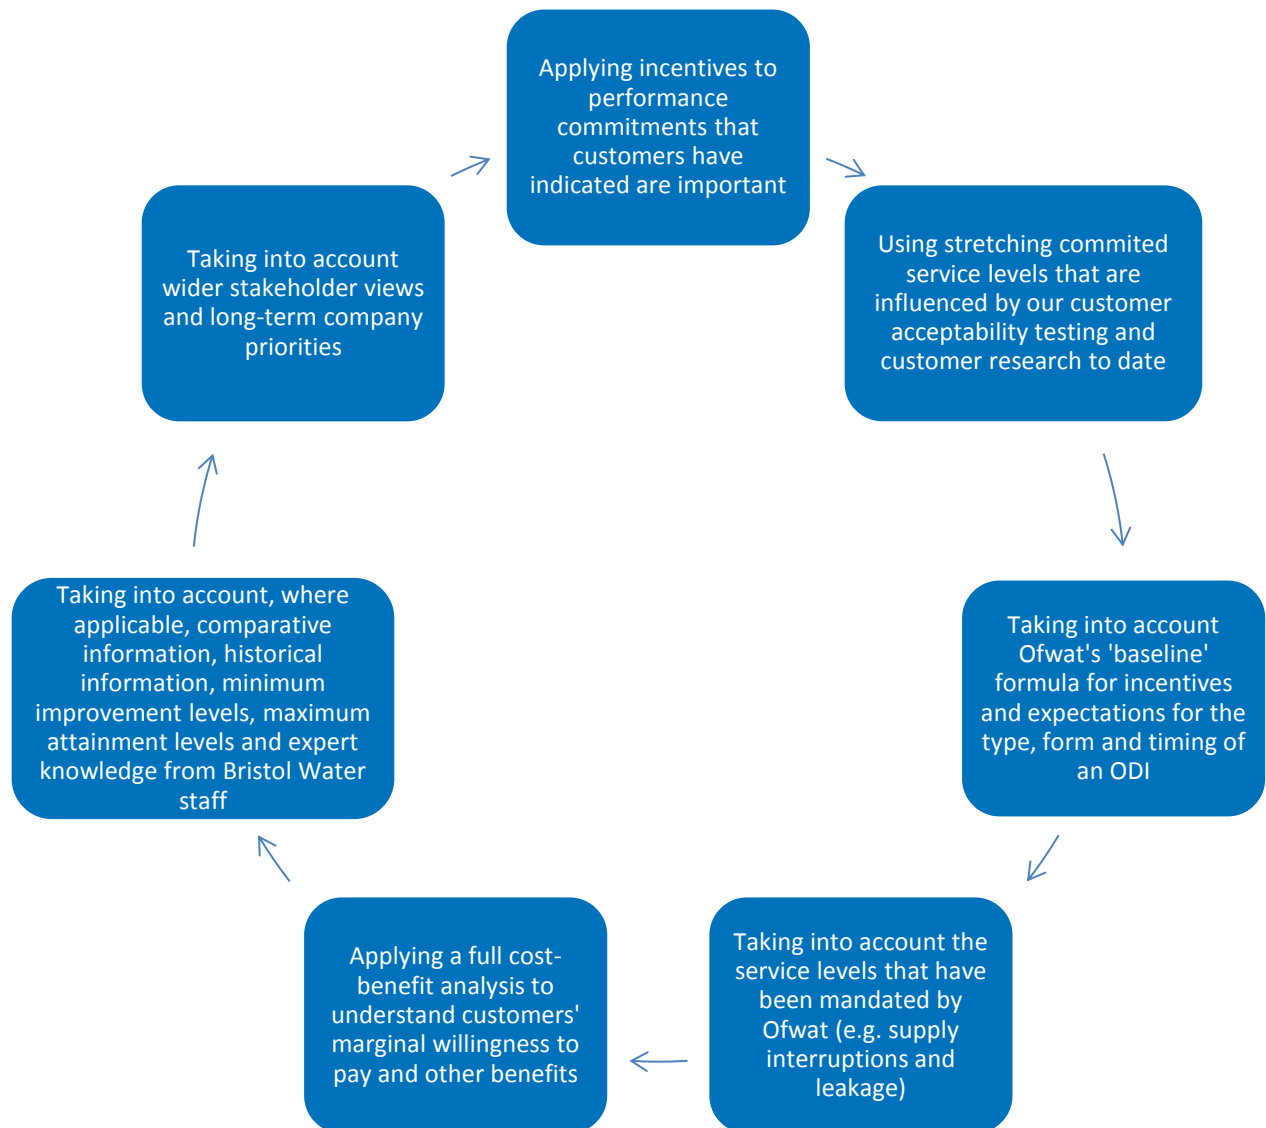 Applying incentives to
performance
commitments that
customers have
indicated are important
Using stretching commited
service levels that are
influenced by our customer
acceptability testing and
customer research to date
Taking into account
Ofwat's 'baseline'
formula for incentives
and expectations for the
type, form and timing of
an ODI
Taking into account the
service levels that have
been mandated by
Ofwat (e.g. supply
interruptions and
leakage)
Applying a full cost-
benefit analysis to
understand customers'
marginal willingness to
pay and other benefits
Taking into account, where
applicable, comparative
information, historical
information, minimum
improvement levels, maximum
attainment levels and expert
knowledge from Bristol Water
staff
Taking into account
wider stakeholder views
and long-term company
priorities